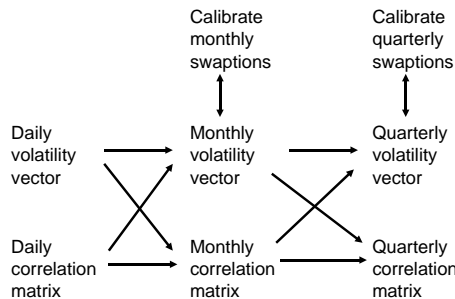 Calibrate
monthly
swaptions
Calibrate
quarterly
swaptions
Daily
volatility
vector
Monthly
volatility
vector
Quarterly
volatility
vector
Daily
correlation
matrix
Monthly
correlation
matrix
Quarterly
correlation
matrix